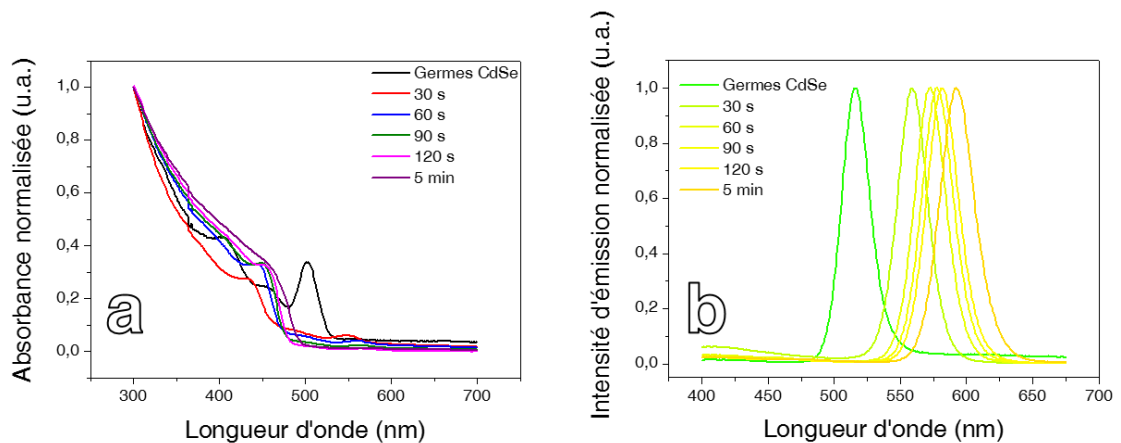 Absorbance normalisée (u.a.)
1,0
0,8
0,6
0,4
0,2
0,0
300
400
500
600
700
Longueur d'onde (nm)
Germes CdSe
30 s
60 s
90 s
120 s
5 min
a
Intensité d'émission normalisée (u.a.)
1,0
0,8
0,6
0,4
0,2
0,0
400
450
500
550
600
650
700
Longueur d'onde (nm)
Germes CdSe
30 s
60 s
90 s
120 s
5 min
b